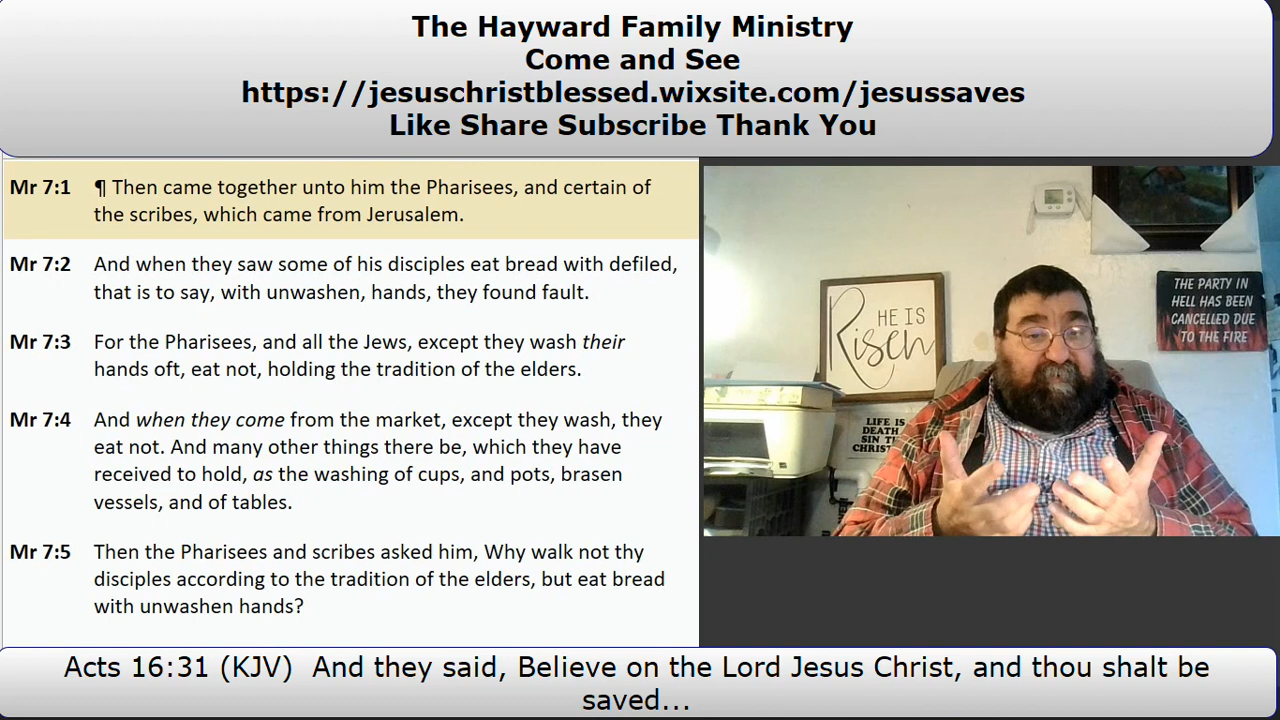 The Hayward Family Ministry
Come and See
https://jesuschristblessed.wixsite.com/jesussaves
Like Share Subscribe Thank You
Mr 7:1 ¶ Then came together unto him the Pharisees, and certain of
the scribes, which came from Jerusalem.
Mr 7:2 And when they saw some of his disciples eat bread with defiled,
that is to say, with unwashen, hands, they found fault.
Mr 7:3 For the Pharisees, and all the Jews, except they wash their
hands oft, eat not, holding the tradition of the elders.
Mr 7:4 And when they come from the market, except they wash, they
eat not. And many other things there be, which they have
received to hold, as the washing of cups, and pots, brasen
vessels, and of tables.
Mr 7:5 Then the Pharisees and scribes asked him, Why walk not thy
disciples according to the tradition of the elders, but eat bread
with unwashen hands?
HE IS
Risen
THE PARTY IN
HELL HAS BEEN
CANCELLED DUE
TO THE FIRE
LIFE IS
DEATH
SIN
CHRIST
Acts 16:31 (KJV) And they said, Believe on the Lord Jesus Christ, and thou shalt be
saved...